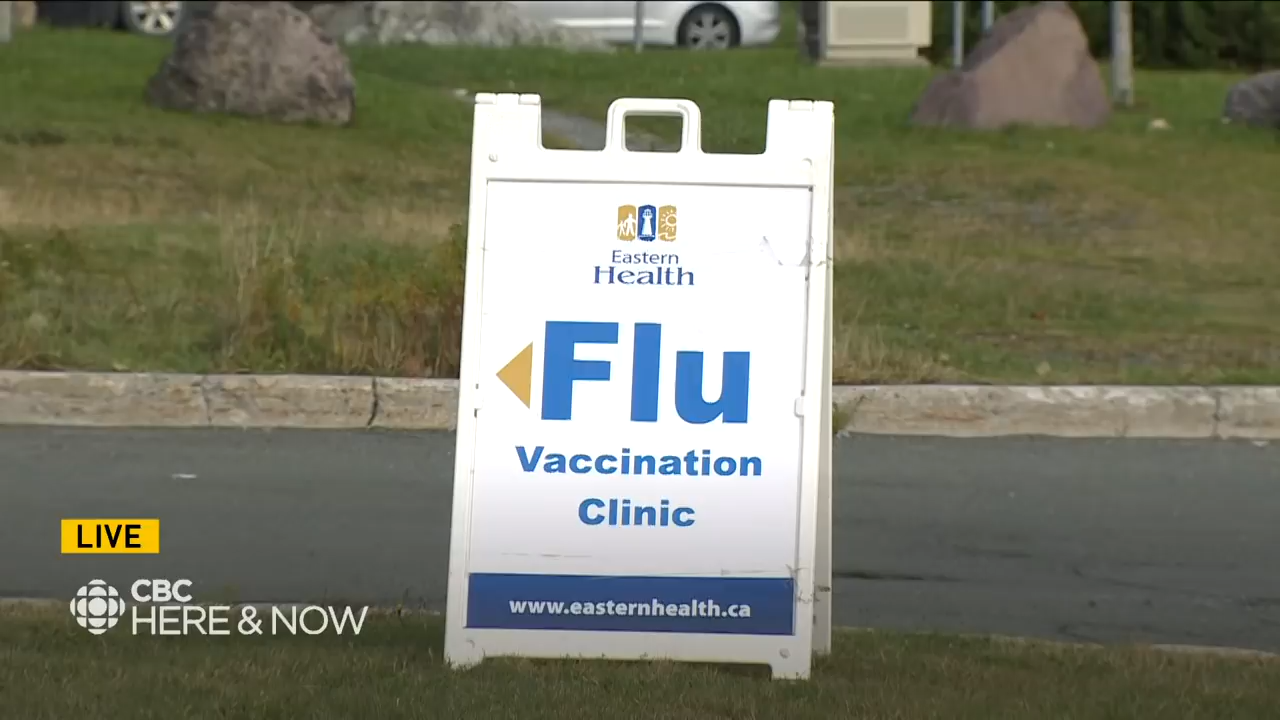 Eastern
Health
Flu
Vaccination
Clinic
www.easternhealth.ca
LIVE
CBC
HERE & NOW